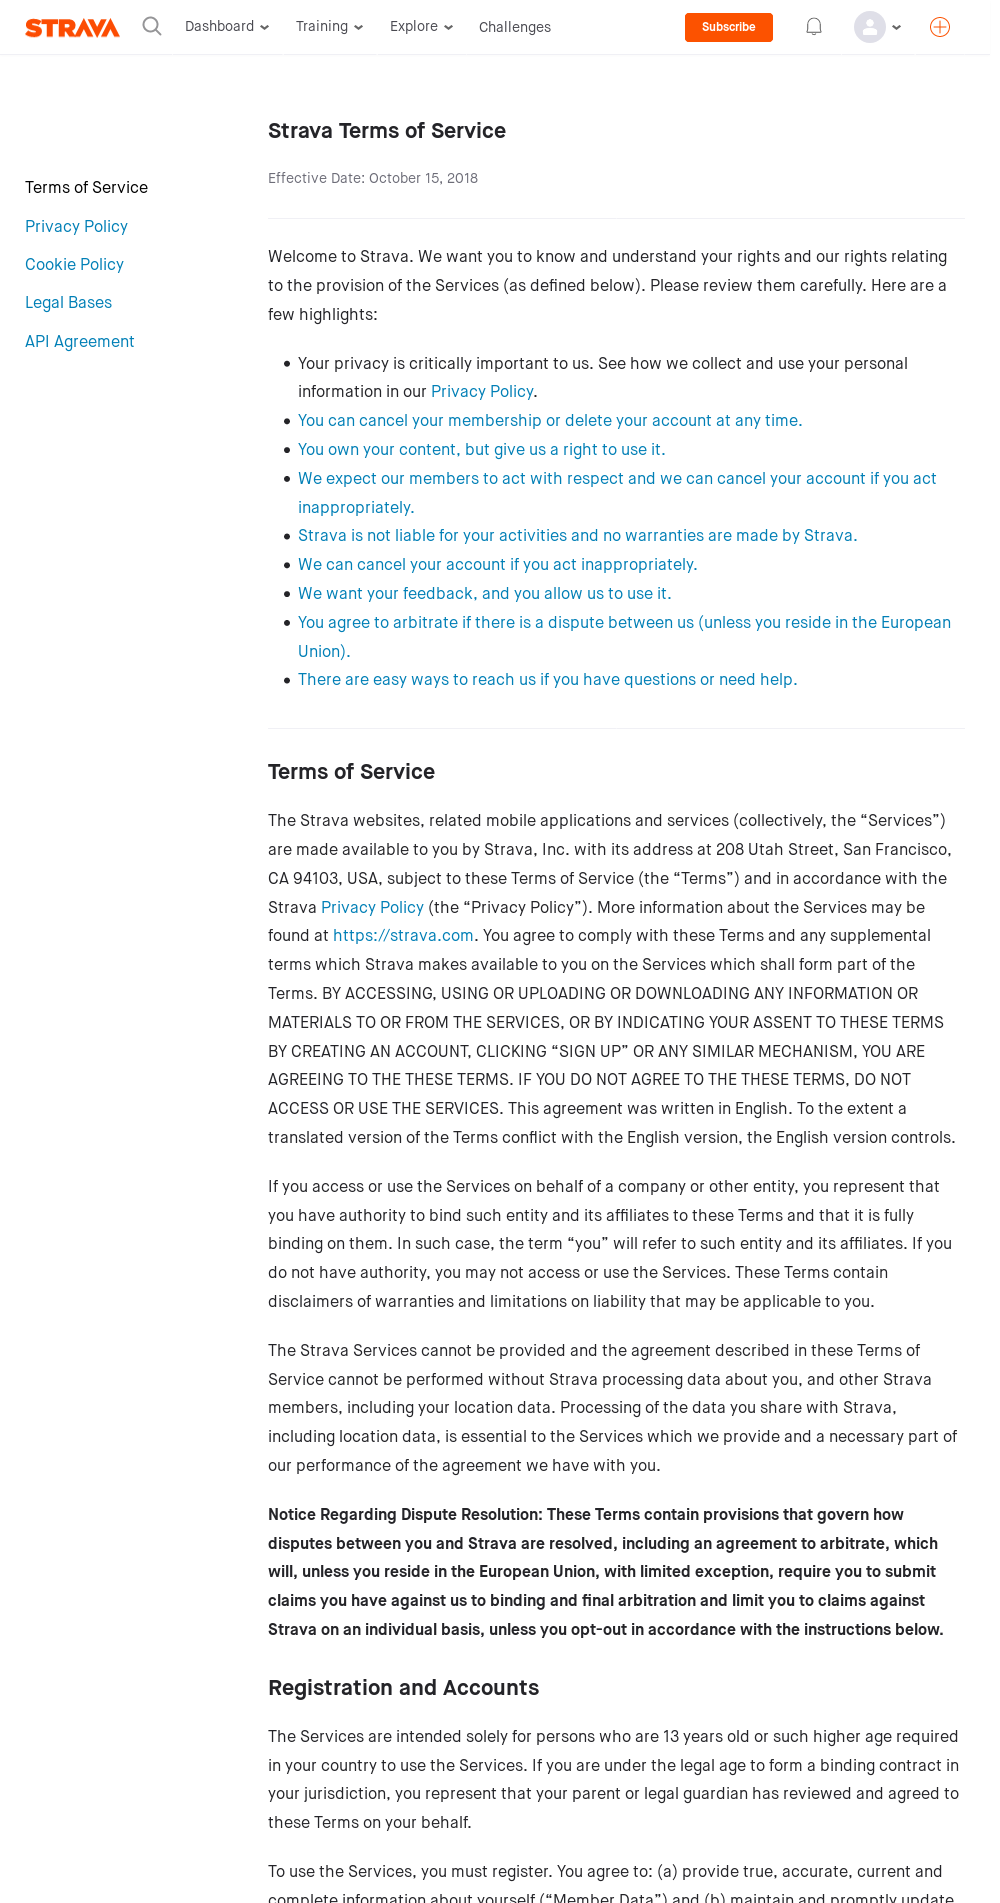 STRAVA Dashboard Training Explore Challenges Subscribe
Strava Terms of Service
Effective Date: October 15, 2018
Terms of Service
Privacy Policy
Cookie Policy
Legal Bases
API Agreement
Welcome to Strava. We want you to know and understand your rights and our rights relating
to the provision of the Services (as defined below). Please review them carefully. Here are a
few highlights:
• Your privacy is critically important to us. See how we collect and use your personal
information in our Privacy Policy.
• You can cancel your membership or delete your account at any time.
• You own your content, but give us a right to use it.
• We expect our members to act with respect and we can cancel your account if you act
inappropriately.
• Strava is not liable for your activities and no warranties are made by Strava.
• We can cancel your account if you act inappropriately.
• We want your feedback, and you allow us to use it.
• You agree to arbitrate if there is a dispute between us (unless you reside in the European
Union).
• There are easy ways to reach us if you have questions or need help.
Terms of Service
The Strava websites, related mobile applications and services (collectively, the “Services”)
are made available to you by Strava, Inc. with its address at 208 Utah Street, San Francisco,
CA 94103, USA, subject to these Terms of Service (the “Terms”) and in accordance with the
Strava Privacy Policy (the “Privacy Policy”). More information about the Services may be
found at https://strava.com. You agree to comply with these Terms and any supplemental
terms which Strava makes available to you on the Services which shall form part of the
Terms. BY ACCESSING, USING OR UPLOADING OR DOWNLOADING ANY INFORMATION OR
MATERIALS TO OR FROM THE SERVICES, OR BY INDICATING YOUR ASSENT TO THESE TERMS
BY CREATING AN ACCOUNT, CLICKING “SIGN UP” OR ANY SIMILAR MECHANISM, YOU ARE
AGREEING TO THE THESE TERMS. IF YOU DO NOT AGREE TO THE THESE TERMS, DO NOT
ACCESS OR USE THE SERVICES. This agreement was written in English. To the extent a
translated version of the Terms conflict with the English version, the English version controls.
If you access or use the Services on behalf of a company or other entity, you represent that
you have authority to bind such entity and its affiliates to these Terms and that it is fully
binding on them. In such case, the term “you” will refer to such entity and its affiliates. If you
do not have authority, you may not access or use the Services. These Terms contain
disclaimers of warranties and limitations on liability that may be applicable to you.
The Strava Services cannot be provided and the agreement described in these Terms of
Service cannot be performed without Strava processing data about you, and other Strava
members, including your location data. Processing of the data you share with Strava,
including location data, is essential to the Services which we provide and a necessary part of
our performance of the agreement we have with you.
Notice Regarding Dispute Resolution: These Terms contain provisions that govern how
disputes between you and Strava are resolved, including an agreement to arbitrate, which
will, unless you reside in the European Union, with limited exception, require you to submit
claims you have against us to binding and final arbitration and limit you to claims against
Strava on an individual basis, unless you opt-out in accordance with the instructions below.
Registration and Accounts
The Services are intended solely for persons who are 13 years old or such higher age required
in your country to use the Services. If you are under the legal age to form a binding contract in
your jurisdiction, you represent that your parent or legal guardian has reviewed and agreed to
these Terms on your behalf.
To use the Services, you must register. You agree to: (a) provide true, accurate, current and
complete information about yourself (“Member Data”) and (b) maintain and promptly update